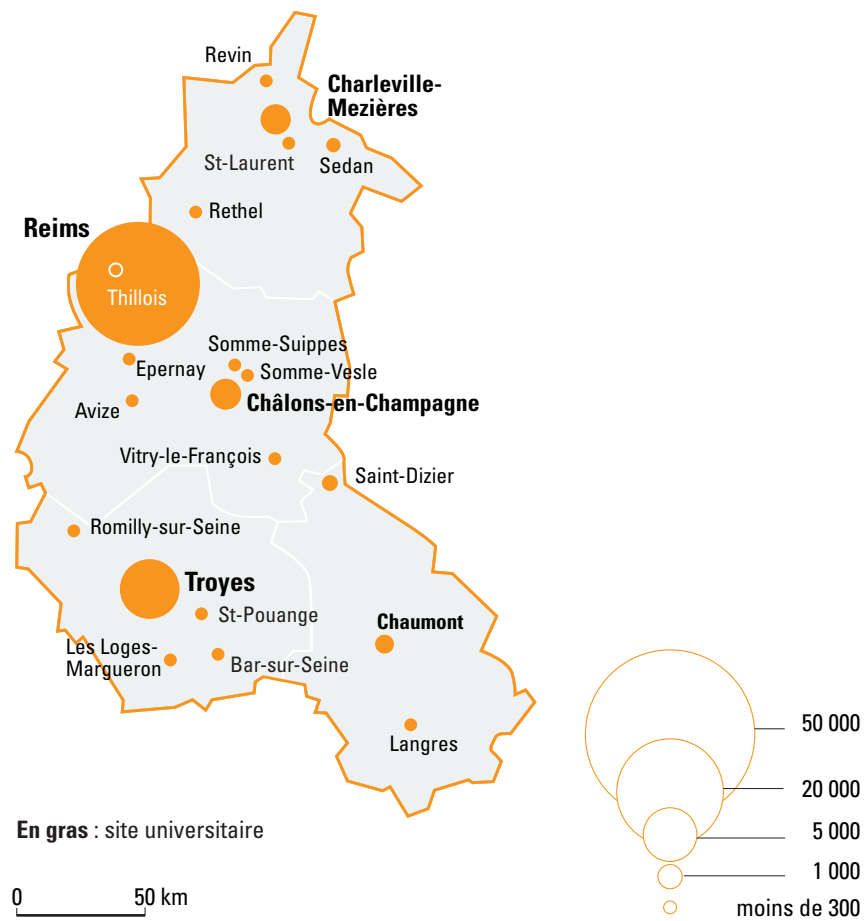 Revin
Charleville-
Mezières
St-Laurent
Sedan
Rethel
Reims
Thillois
Somme-Suippes
Epernay
Somme-Vesle
Avize
Châlons-en-Champagne
Vitry-le-François
Saint-Dizier
Romilly-sur-Seine
Troyes
St-Pouange
Chaumont
Les Loges-
Margueron
Bar-sur-Seine
Langres
50 000
20 000
5 000
1 000
moins de 300
En gras : site universitaire
0 50 km